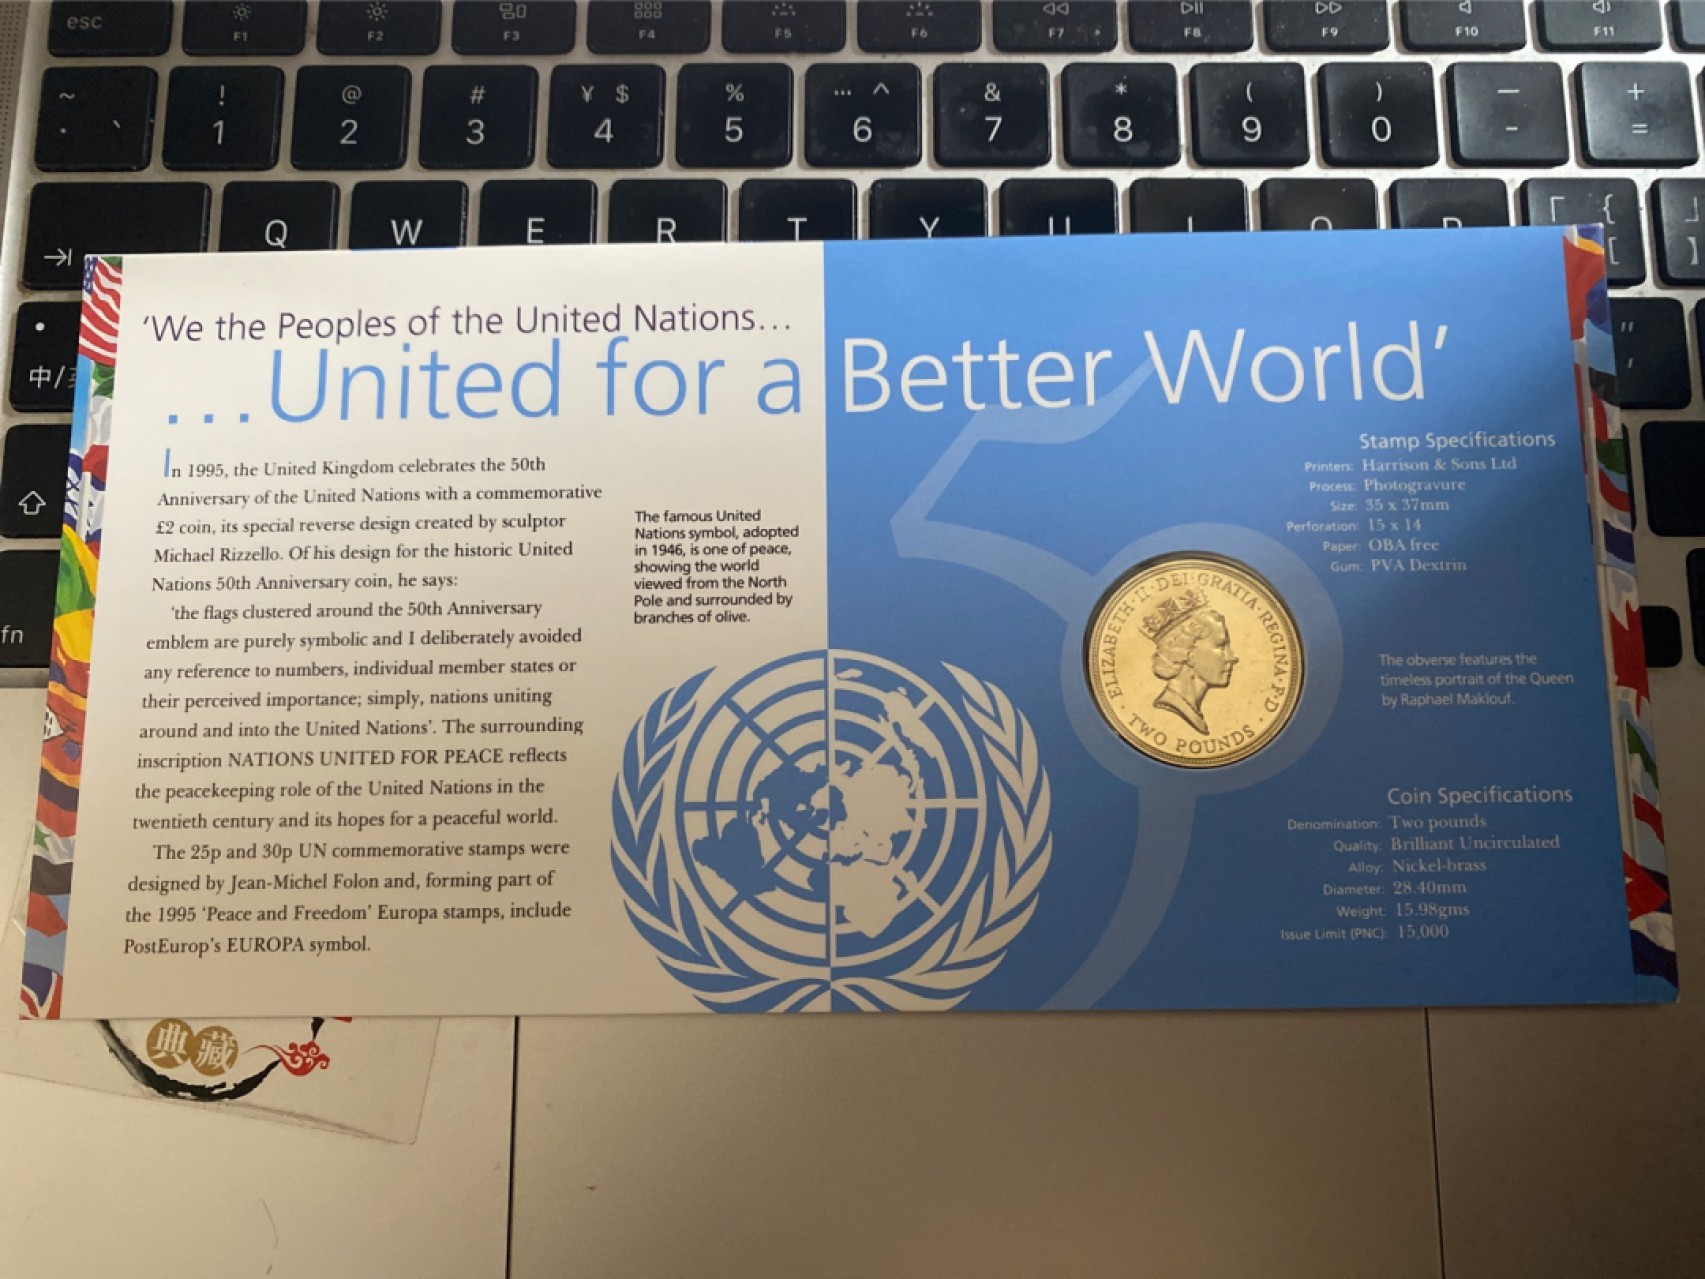 esc
F1
F2
F3
F4
F5
F6
F7
F8
F9
F10
F11
~ ! @ # ¥ $ % … ^ & * ( ) — +
· ` 1 2 3 4 5 6 7 8 9 0 - =
Q W E R T Y U I O P 「 { [
中/英
fn
'We the Peoples of the United Nations...
...United for a Better World'
In 1995, the United Kingdom celebrates the 50th
Anniversary of the United Nations with a commemorative
£2 coin, its special reverse design created by sculptor
Michael Rizzello. Of his design for the historic United
Nations 50th Anniversary coin, he says:
'the flags clustered around the 50th Anniversary
emblem are purely symbolic and I deliberately avoided
any reference to numbers, individual member states or
their perceived importance; simply, nations uniting
around and into the United Nations'. The surrounding
inscription NATIONS UNITED FOR PEACE reflects
the peacekeeping role of the United Nations in the
twentieth century and its hopes for a peaceful world.
The 25p and 30p UN commemorative stamps were
designed by Jean-Michel Folon and, forming part of
the 1995 'Peace and Freedom' Europa stamps, include
PostEurop's EUROPA symbol.
The famous United
Nations symbol, adopted
in 1946, is one of peace,
showing the world
viewed from the North
Pole and surrounded by
branches of olive.
50
ELIZABETH·II·DEI·GRATIA·REGINA·F·D·
TWO POUNDS
Stamp Specifications
Printers: Harrison & Sons Ltd
Process: Photogravure
Size: 35 x 37mm
Perforation: 15 x 14
Paper: OBA free
Gum: PVA Dextrin
The obverse features the
timeless portrait of the Queen
by Raphael Maklouf.
Coin Specifications
Denomination: Two pounds
Quality: Brilliant Uncirculated
Alloy: Nickel-brass
Diameter: 28.40mm
Weight: 15.98gms
Issue Limit (PNC): 15,000
典藏